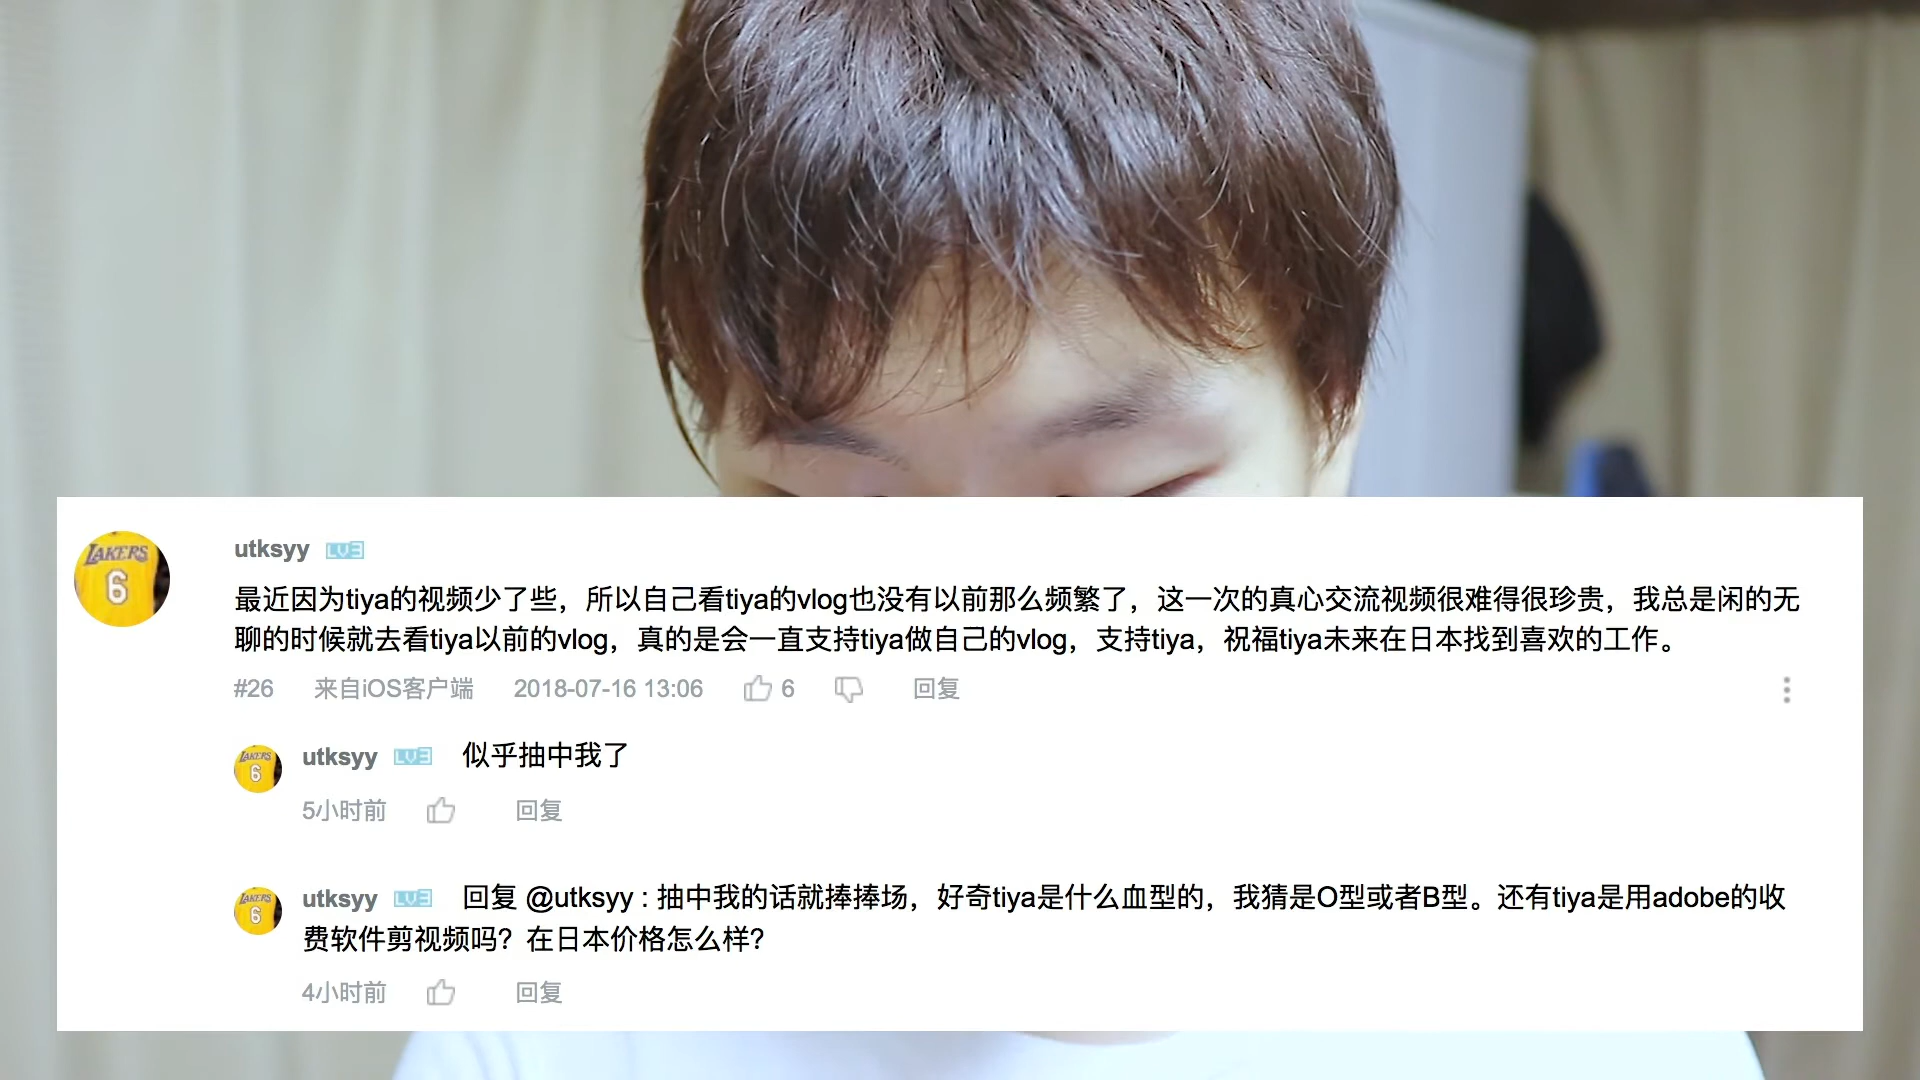 LAKERS
6
utksyy LV3
最近因为tiya的视频少了些，所以自己看tiya的vlog也没有以前那么频繁了，这一次的真心交流视频很难得很珍贵，我总是闲的无
聊的时候就去看tiya以前的vlog，真的是会一直支持tiya做自己的vlog，支持tiya，祝福tiya未来在日本找到喜欢的工作。
#26 来自iOS客户端 2018-07-16 13:06 6 回复
LAKERS
6
utksyy LV3 似乎抽中我了
5小时前 回复
LAKERS
6
utksyy LV3 回复 @utksyy : 抽中我的话就捧捧场，好奇tiya是什么血型的，我猜是O型或者B型。还有tiya是用adobe的收
费软件剪视频吗？在日本价格怎么样？
4小时前 回复